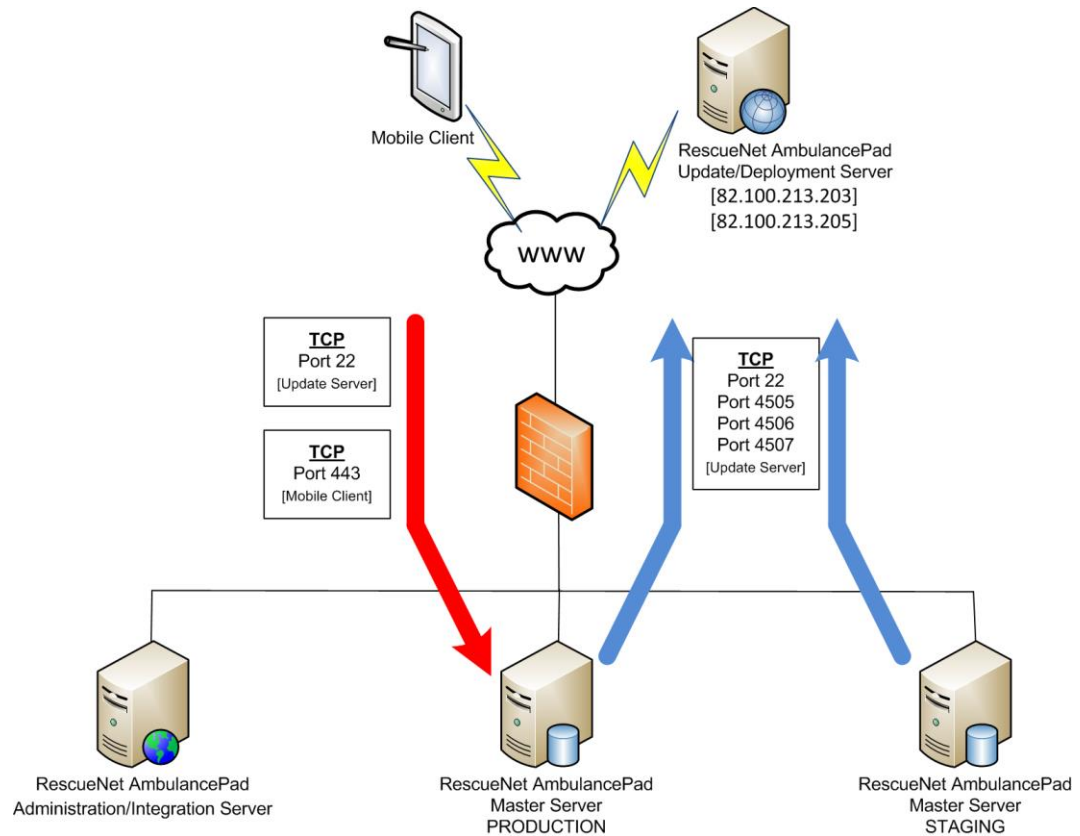 Mobile Client
RescueNet AmbulancePad
Update/Deployment Server
[82.100.213.203]
[82.100.213.205]
www
TCP
Port 22
[Update Server]
TCP
Port 443
[Mobile Client]
TCP
Port 22
Port 4505
Port 4506
Port 4507
[Update Server]
RescueNet AmbulancePad
Administration/Integration Server
RescueNet AmbulancePad
Master Server
PRODUCTION
RescueNet AmbulancePad
Master Server
STAGING